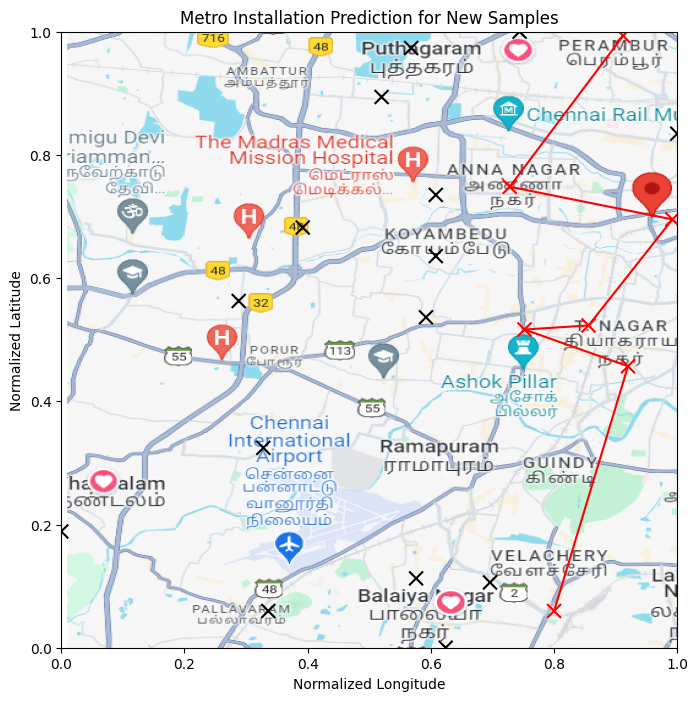 Metro Installation Prediction for New Samples
1.0
716
48
Puthagaram
புத்தகரம்
PERAMBUR
பெரம்பூர்
AMBATTUR
அம்பத்தூர்
Chennai Rail Mu
migu Devi
iamman...
தேவி...
The Madras Medical
Mission Hospital
மெட்ராஸ்
மெடிக்கல்...
H
0.8
ANNA NAGAR
அண்ணா
நகர்
H
KOYAMBEDU
கோயம்பேடு
0.6
48
32
T. NAGAR
தியாகராய
நகர்
H
55
PORUR
போரூர்
113
Ashok Pillar
அசோக்
பில்லர்
0.4
55
Chennai
International
Airport
சென்னை
பன்னாட்டு
வானூர்தி
நிலையம்
Ramapuram
ராமாபுரம்
GUINDY
கிண்டி
0.2
VELACHERY
வேளச்சேரி
48
2
Balaiya Nagar
பாலையா
நகர்
PALLAVARAM
பல்லாவரம்
0.0
0.0 0.2 0.4 0.6 0.8 1.0
Normalized Longitude
Normalized Latitude